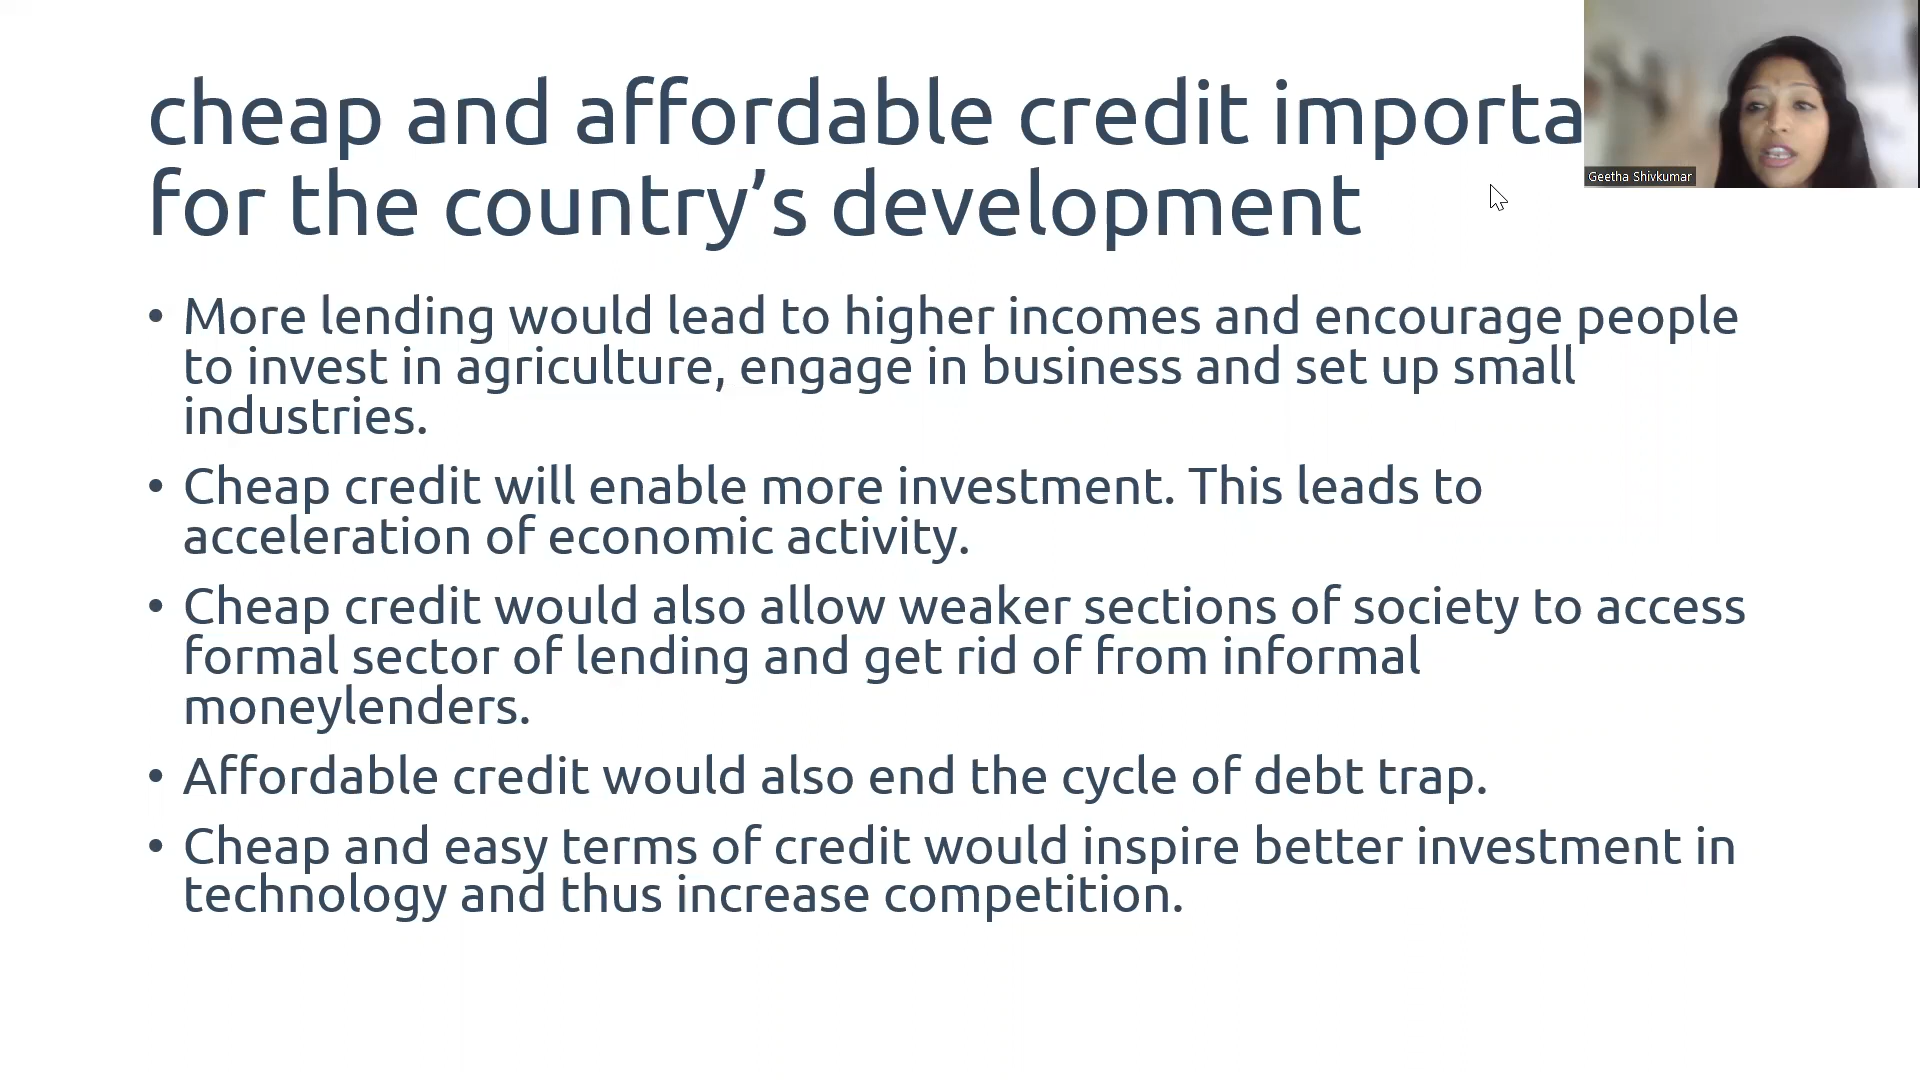 cheap and affordable credit importa
for the country’s development
Geetha Shivkumar
• More lending would lead to higher incomes and encourage people
to invest in agriculture, engage in business and set up small
industries.
• Cheap credit will enable more investment. This leads to
acceleration of economic activity.
• Cheap credit would also allow weaker sections of society to access
formal sector of lending and get rid of from informal
moneylenders.
• Affordable credit would also end the cycle of debt trap.
• Cheap and easy terms of credit would inspire better investment in
technology and thus increase competition.